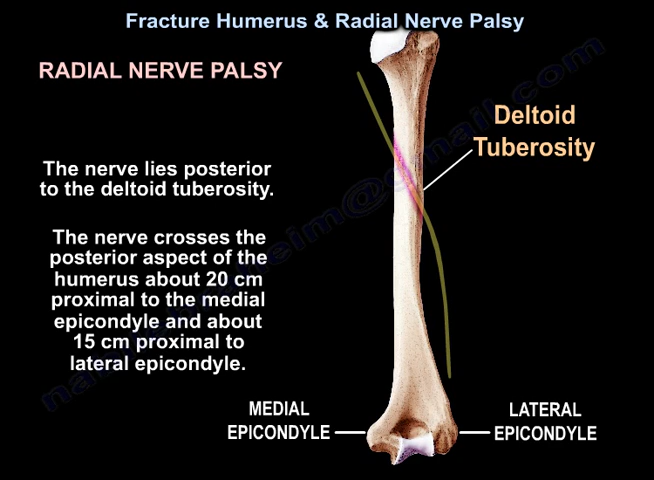 Fracture Humerus & Radial Nerve Palsy
RADIAL NERVE PALSY
Deltoid
Tuberosity
The nerve lies posterior
to the deltoid tuberosity.
The nerve crosses the
posterior aspect of the
humerus about 20 cm
proximal to the medial
epicondyle and about
15 cm proximal to
lateral epicondyle.
MEDIAL
EPICONDYLE
LATERAL
EPICONDYLE